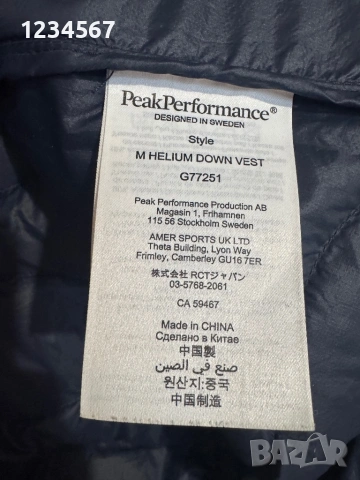 1234567
PeakPerformance®
DESIGNED IN SWEDEN
Style
M HELIUM DOWN VEST
G77251
Peak Performance Production AB
Magasin 1, Frihamnen
115 56 Stockholm Sweden
AMER SPORTS UK LTD
Theta Building, Lyon Way
Frimley, Camberley GU16 7ER
株式会社 RCTジャパン
03-5768-2061
CA 59467
Made in CHINA
Сделано в Китае
中国製
صنع في الصين
원산지:중국
中国制造
BAZAR